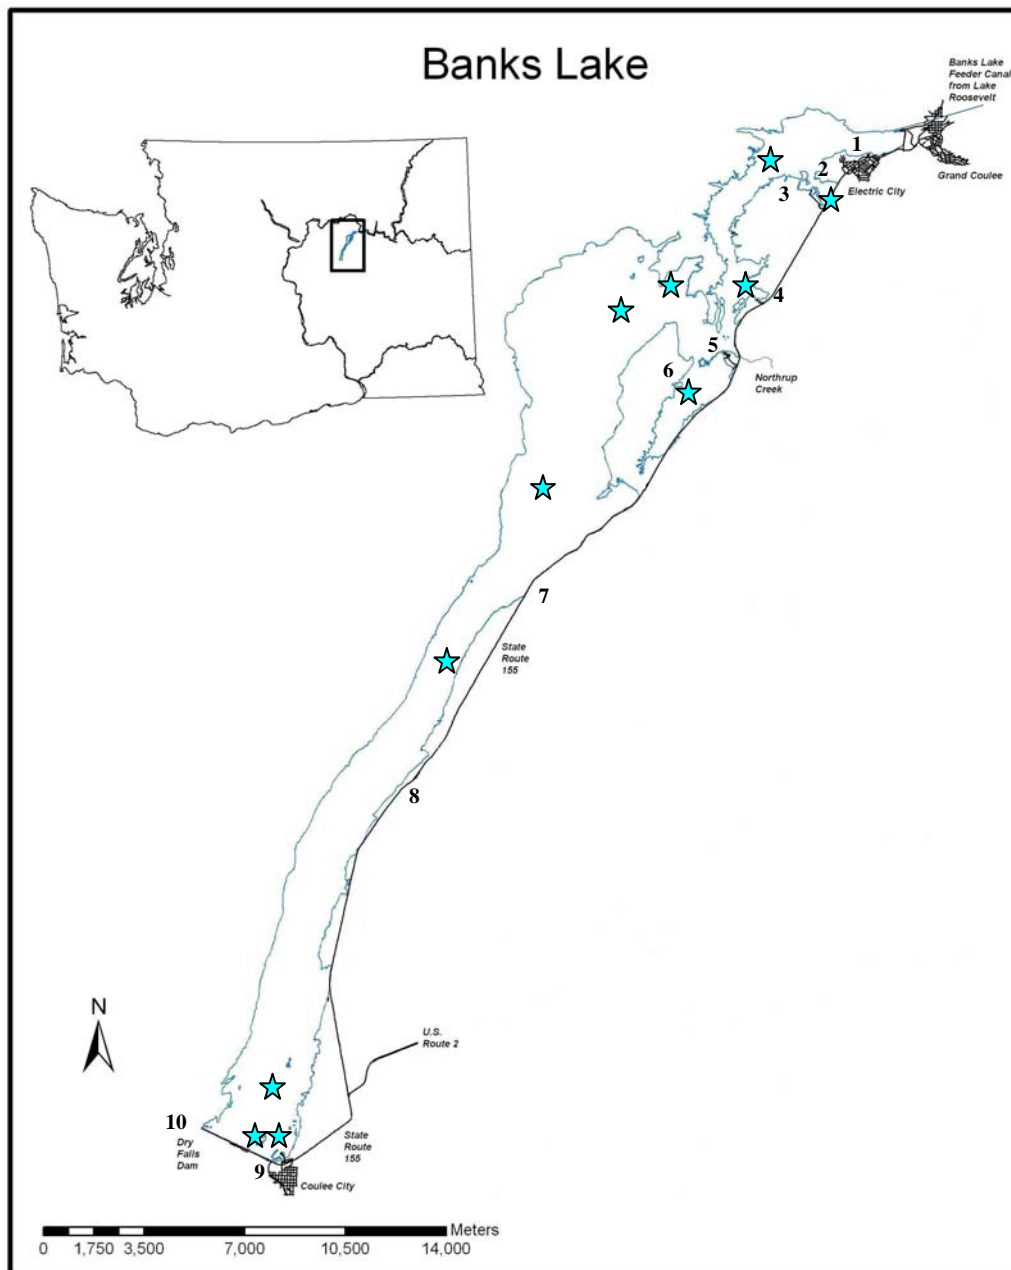 Banks Lake
Banks Lake
Feeder Canal
from Lake
Roosevelt
1
2
3
Electric City
Grand Coulee
4
5
6
Northrup
Creek
7
State
Route
155
8
N
U.S.
Route 2
10
Dry
Falls
Dam
State
Route
155
9
Coulee City
Meters
0 1,750 3,500 7,000 10,500 14,000